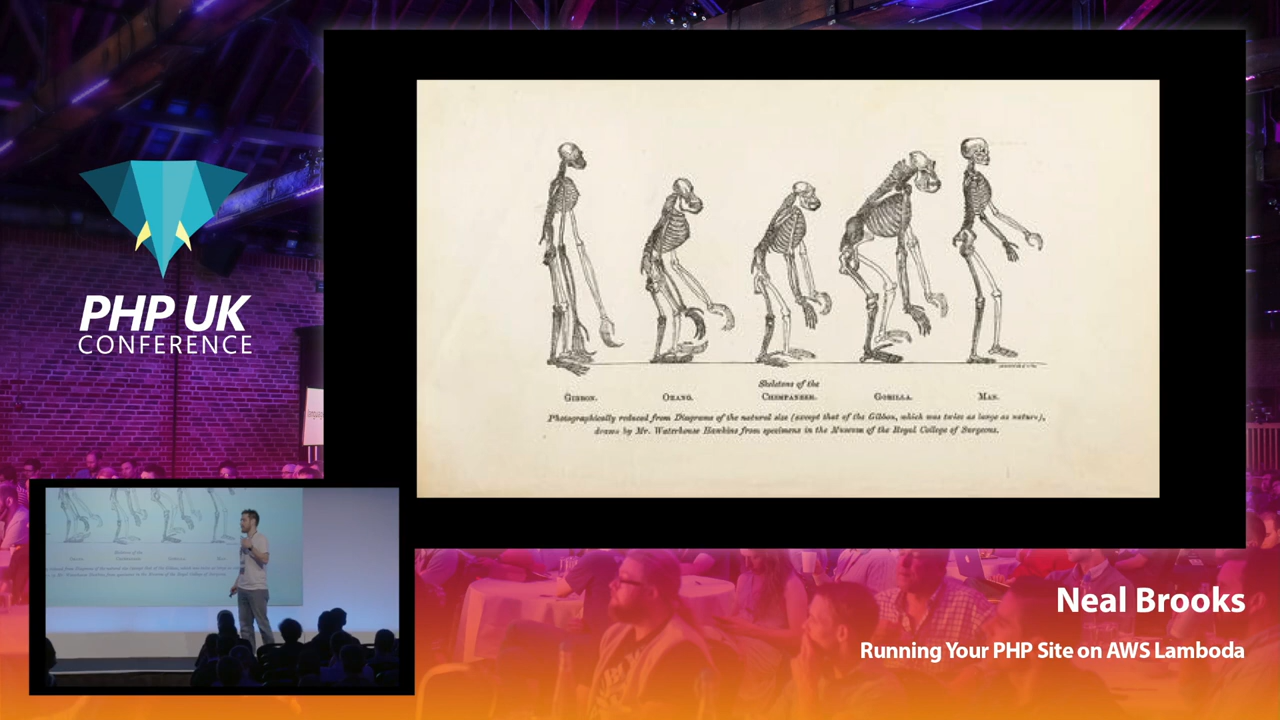 PHP UK
CONFERENCE
GIBBON.
ORANG.
Skeletons of the
CHIMPANZEE.
GORILLA.
MAN.
Photographically reduced from Diagrams of the natural size (except that of the Gibbon, which was twice as large as nature),
drawn by Mr. Waterhouse Hawkins from specimens in the Museum of the Royal College of Surgeons.
Neal Brooks
Running Your PHP Site on AWS Lamboda